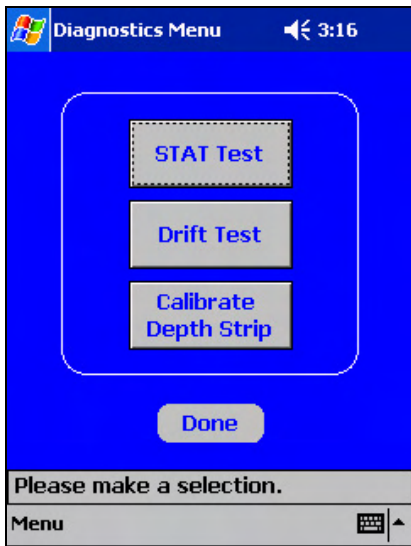 Diagnostics Menu 3:16
STAT Test
Drift Test
Calibrate
Depth Strip
Done
Please make a selection.
Menu